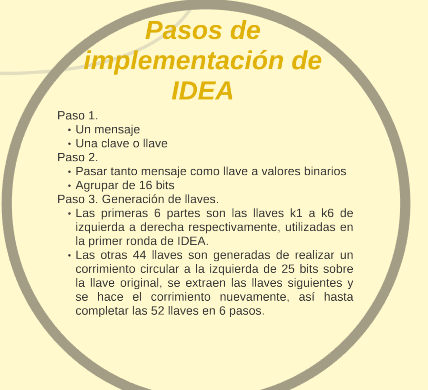 Pasos de
implementación de
IDEA
Paso 1.
• Un mensaje
• Una clave o llave
Paso 2.
• Pasar tanto mensaje como llave a valores binarios
• Agrupar de 16 bits
Paso 3. Generación de llaves.
• Las primeras 6 partes son las llaves k1 a k6 de
izquierda a derecha respectivamente, utilizadas en
la primer ronda de IDEA.
• Las otras 44 llaves son generadas de realizar un
corrimiento circular a la izquierda de 25 bits sobre
la llave original, se extraen las llaves siguientes y
se hace el corrimiento nuevamente, así hasta
completar las 52 llaves en 6 pasos.